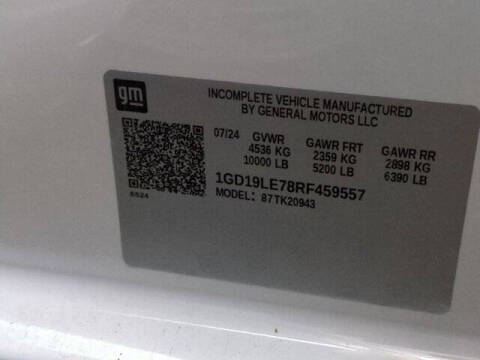 gm
INCOMPLETE VEHICLE MANUFACTURED
BY GENERAL MOTORS LLC
07/24 GVWR GAWR FRT GAWR RR
4536 KG 2359 KG 2898 KG
10000 LB 5200 LB 6390 LB
1GD19LE78RF459557
MODEL: 87TK20943